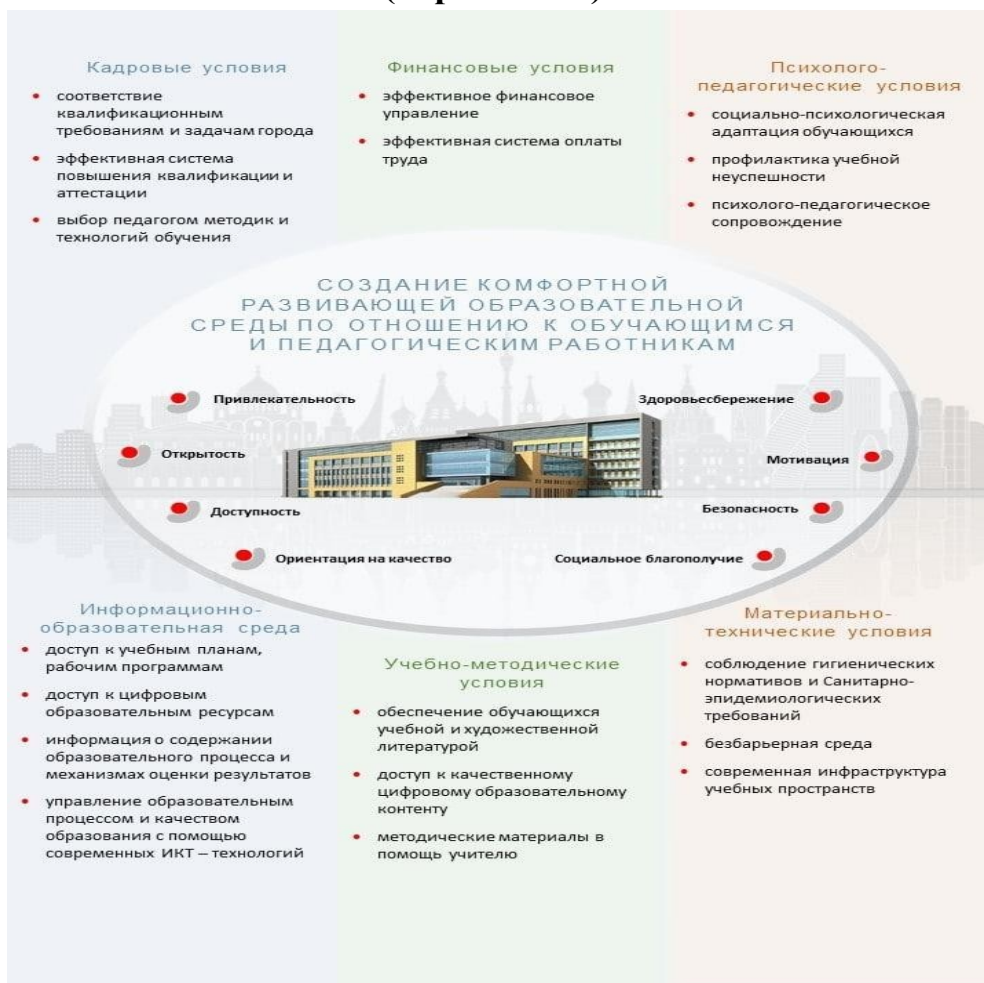 Кадровые условия
• соответствие
квалификационным
требованиям и задачам города
• эффективная система
повышения квалификации и
аттестации
• выбор педагогом методик и
технологий обучения
Финансовые условия
• эффективное финансовое
управление
• эффективная система оплаты
труда
Психолого-
педагогические условия
• социально-психологическая
адаптация обучающихся
• профилактика учебной
неуспешности
• психолого-педагогическое
сопровождение
СОЗДАНИЕ КОМФОРТНОЙ
РАЗВИВАЮЩЕЙ ОБРАЗОВАТЕЛЬНОЙ
СРЕДЫ ПО ОТНОШЕНИЮ К ОБУЧАЮЩИМСЯ
И ПЕДАГОГИЧЕСКИМ РАБОТНИКАМ
Привлекательность
Открытость
Доступность
Ориентация на качество
Здоровьесбережение
Мотивация
Безопасность
Социальное благополучие
Информационно-
образовательная среда
• доступ к учебным планам,
рабочим программам
• доступ к цифровым
образовательным ресурсам
• информация о содержании
образовательного процесса и
механизмах оценки результатов
• управление образовательным
процессом и качеством
образования с помощью
современных ИКТ – технологий
Учебно-методические
условия
• обеспечение обучающихся
учебной и художественной
литературой
• доступ к качественному
цифровому образовательному
контенту
• методические материалы в
помощь учителю
Материально-
технические условия
• соблюдение гигиенических
нормативов и Санитарно-
эпидемиологических
требований
• безбарьерная среда
• современная инфраструктура
учебных пространств